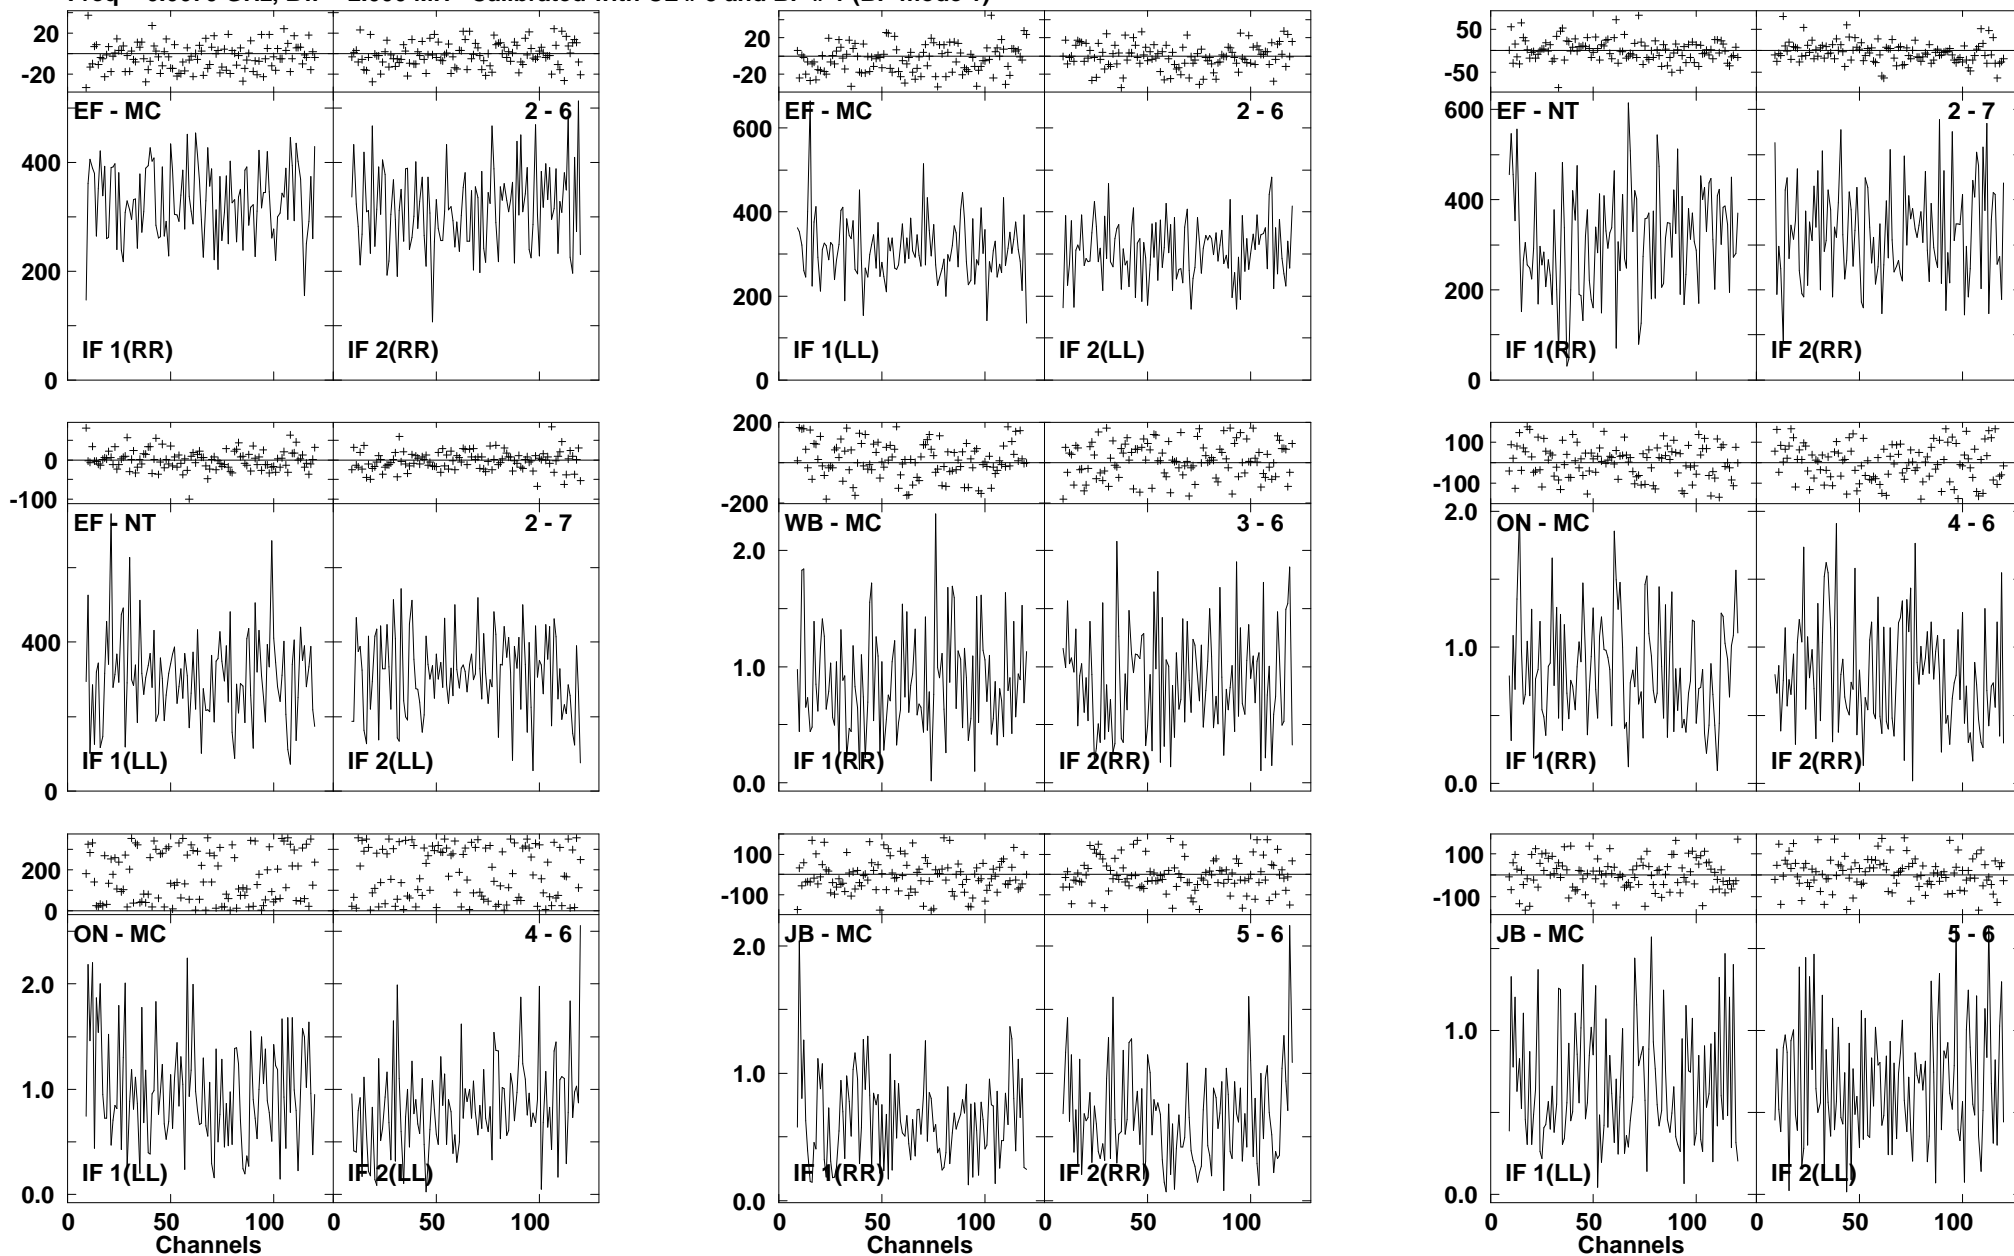 20
-20
EF - MC
2 - 6
400
200
0
IF 1(RR)
IF 2(RR)
20
-20
EF - MC
2 - 6
600
400
200
0
IF 1(LL)
IF 2(LL)
50
-50
EF - NT
2 - 7
600
400
200
0
IF 1(RR)
IF 2(RR)
0
-100
EF - NT
2 - 7
400
0
IF 1(LL)
IF 2(LL)
200
-200
WB - MC
3 - 6
2.0
1.0
0.0
IF 1(RR)
IF 2(RR)
100
-100
ON - MC
4 - 6
2.0
1.0
0.0
IF 1(RR)
IF 2(RR)
200
0
ON - MC
4 - 6
2.0
1.0
0.0
IF 1(LL)
IF 2(LL)
0 50 100 0 50 100
Channels
100
-100
JB - MC
5 - 6
2.0
1.0
0.0
IF 1(RR)
IF 2(RR)
0 50 100 0 50 100
Channels
100
-100
JB - MC
5 - 6
1.0
0.0
IF 1(LL)
IF 2(LL)
0 50 100 0 50 100
Channels